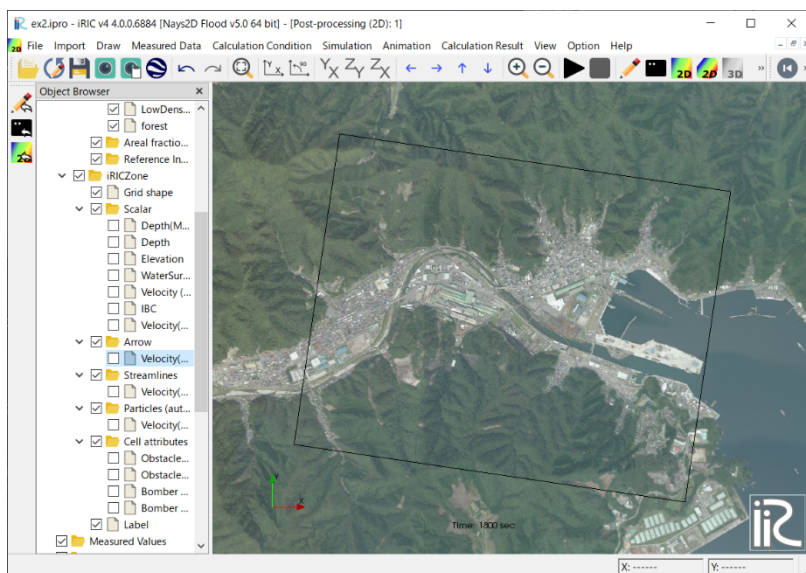 ex2.ipro - iRIC v4 4.0.0.6884 [Nays2D Flood v5.0 64 bit] - [Post-processing (2D): 1]
File Import Draw Measured Data Calculation Condition Simulation Animation Calculation Result View Option Help
Object Browser
LowDens...
forest
Areal fractio...
Reference In...
iRICZone
Grid shape
Scalar
Depth(M...
Depth
Elevation
WaterSur...
Velocity (...
IBC
Velocity(...
Arrow
Velocity(...
Streamlines
Velocity(...
Particles (aut...
Velocity(...
Cell attributes
Obstacle...
Obstacle...
Bomber ...
Bomber ...
Label
Measured Values
Y
X
Time: 1800 sec
iRIC
X: ------
Y: ------